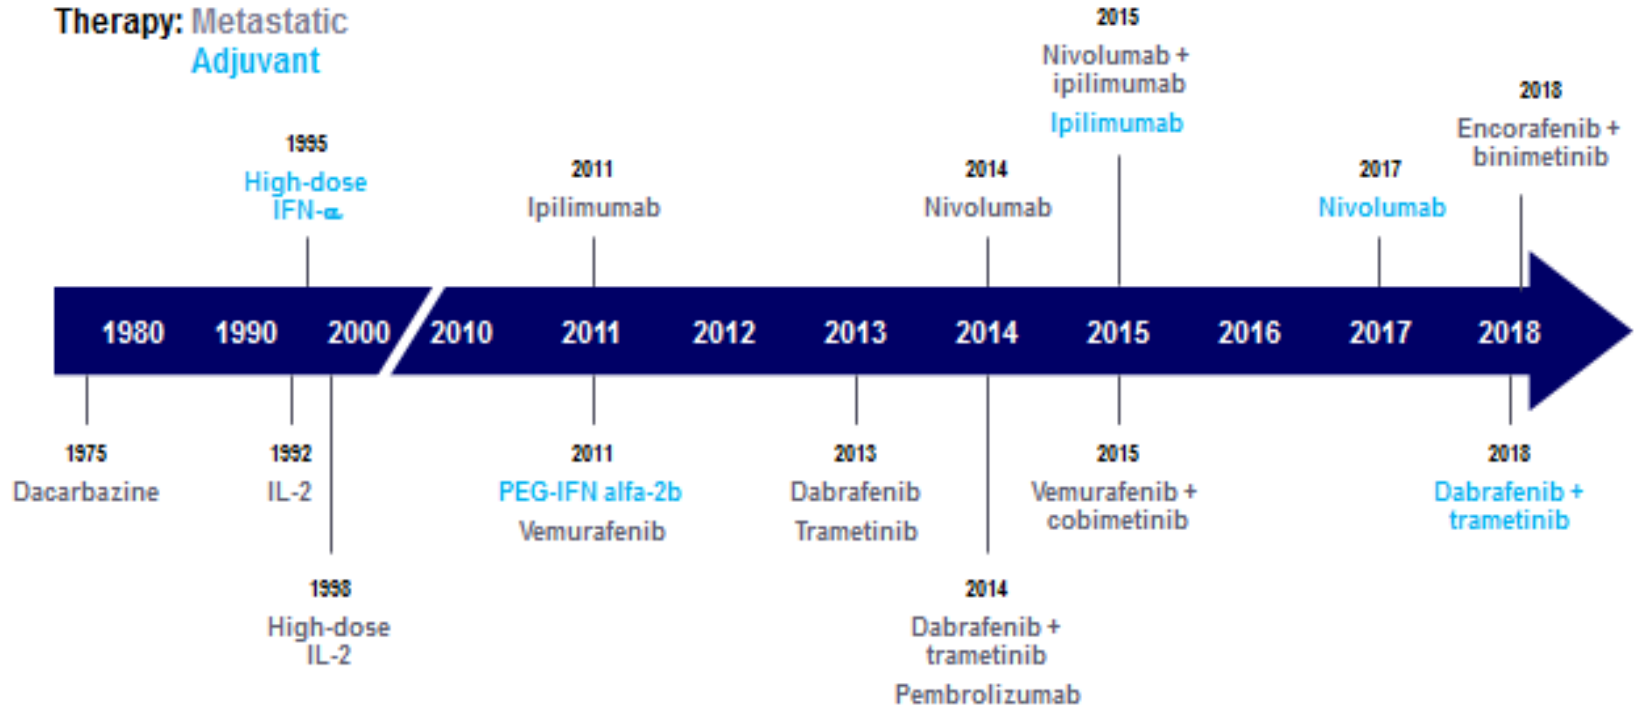 Therapy: Metastatic
Adjuvant
1995
High-dose
IFN-α
2011
Ipilimumab
2014
Nivolumab
2015
Nivolumab +
ipilimumab
Ipilimumab
2017
Nivolumab
2018
Encorafenib +
binimetinib
1980 1990 2000 2010 2011 2012 2013 2014 2015 2016 2017 2018
1975
Dacarbazine
1992
IL-2
1998
High-dose
IL-2
2011
PEG-IFN alfa-2b
Vemurafenib
2013
Dabrafenib
Trametinib
2014
Dabrafenib +
trametinib
Pembrolizumab
2015
Vemurafenib +
cobimetinib
2018
Dabrafenib +
trametinib